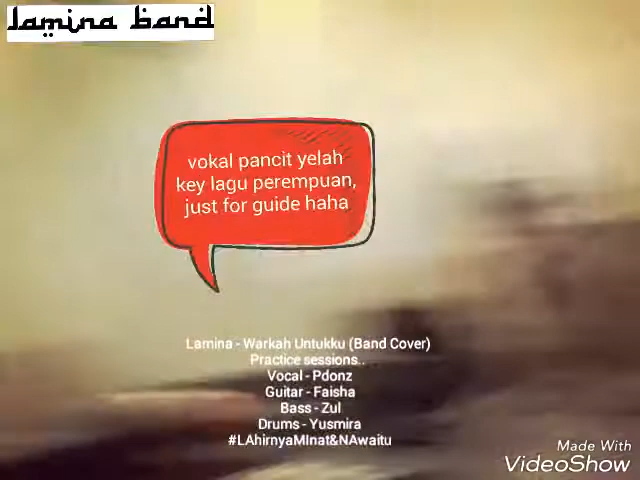 lamina band
vokal pancit yelah
key lagu perempuan,
just for guide haha
Lamina - Warkah Untukku (Band Cover)
Practice sessions..
Vocal - Pdonz
Guitar - Faisha
Bass - Zul
Drums - Yusmira
#LAhirnyaMInat&NAwaitu
Made With
VideoShow